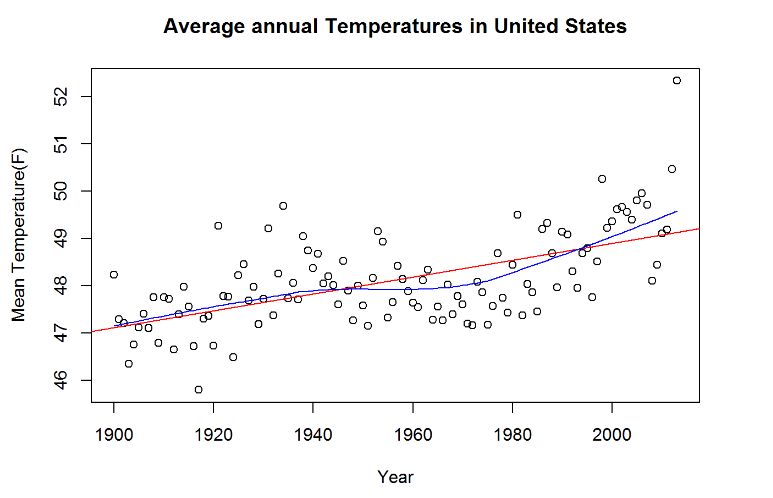 Average annual Temperatures in United States
Mean Temperature(F)
52
51
50
49
48
47
46
1900 1920 1940 1960 1980 2000
Year